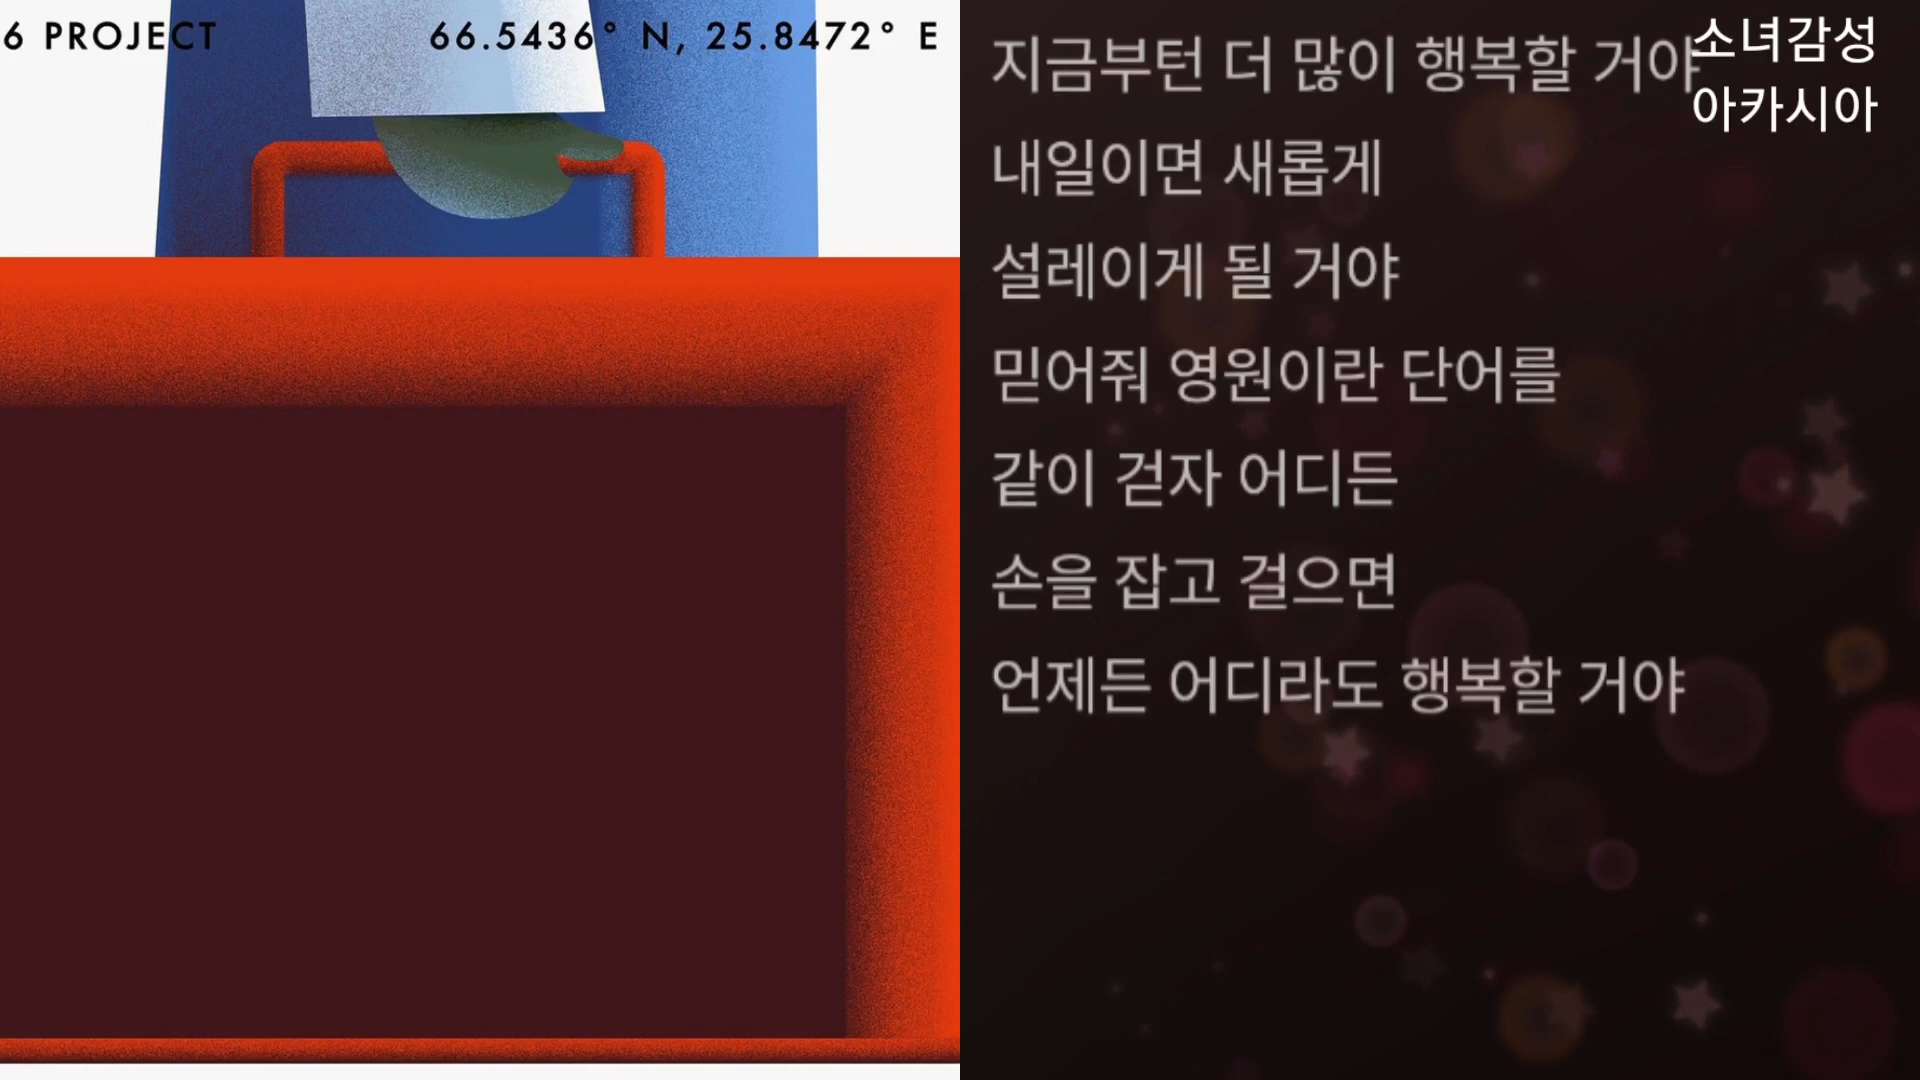 6 PROJECT
66.5436° N, 25.8472° E
소녀감성
아카시아
지금부턴 더 많이 행복할 거야
내일이면 새롭게
설레이게 될 거야
믿어줘 영원이란 단어를
같이 걷자 어디든
손을 잡고 걸으면
언제든 어디라도 행복할 거야